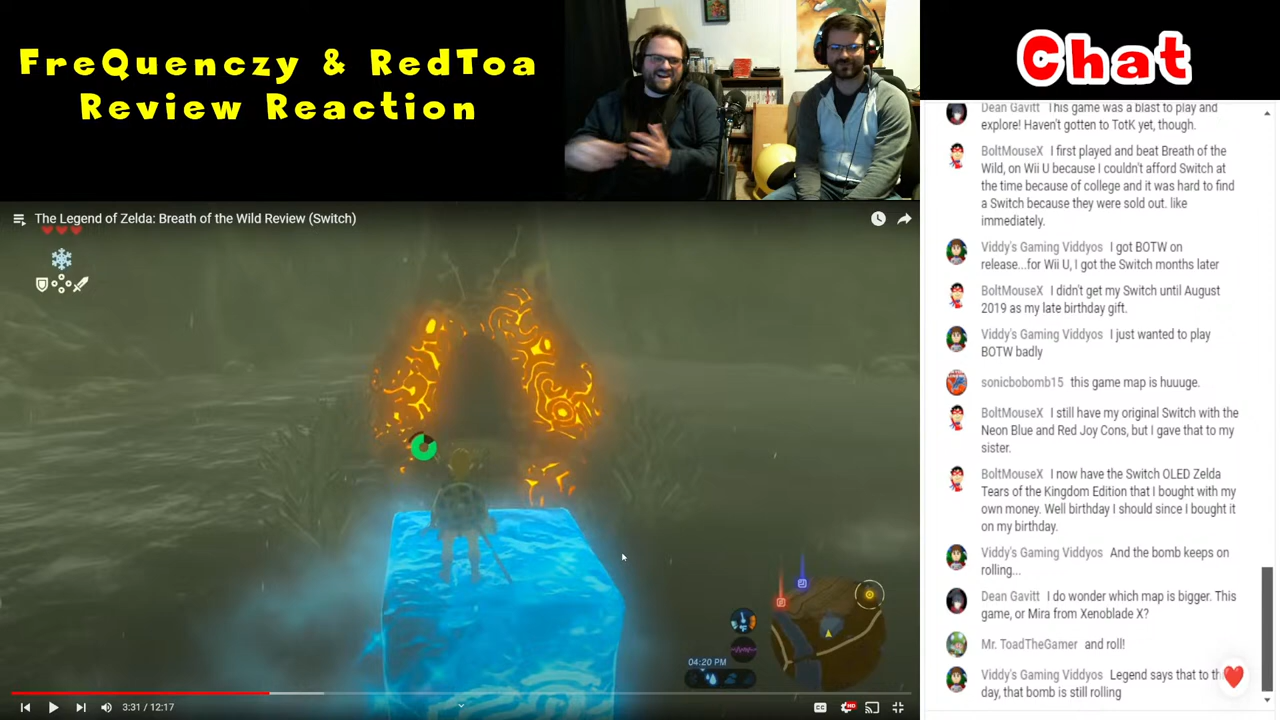 FreQuenczy & RedToa
Review Reaction
Chat
The Legend of Zelda: Breath of the Wild Review (Switch)
04:20 PM
3:31 / 12:17
CC
HD
Dean Gavitt This game was a blast to play and
explore! Haven't gotten to TotK yet, though.
BoltMouseX I first played and beat Breath of the
Wild, on Wii U because I couldn't afford Switch at
the time because of college and it was hard to find
a Switch because they were sold out. like
immediately.
Viddy's Gaming Viddyos I got BOTW on
release...for Wii U, I got the Switch months later
BoltMouseX I didn't get my Switch until August
2019 as my late birthday gift.
Viddy's Gaming Viddyos I just wanted to play
BOTW badly
sonicbobomb15 this game map is huuuge.
BoltMouseX I still have my original Switch with the
Neon Blue and Red Joy Cons, but I gave that to my
sister.
BoltMouseX I now have the Switch OLED Zelda
Tears of the Kingdom Edition that I bought with my
own money. Well birthday I should since I bought it
on my birthday.
Viddy's Gaming Viddyos And the bomb keeps on
rolling...
Dean Gavitt I do wonder which map is bigger. This
game, or Mira from Xenoblade X?
Mr. ToadTheGamer and roll!
Viddy's Gaming Viddyos Legend says that to th
day, that bomb is still rolling